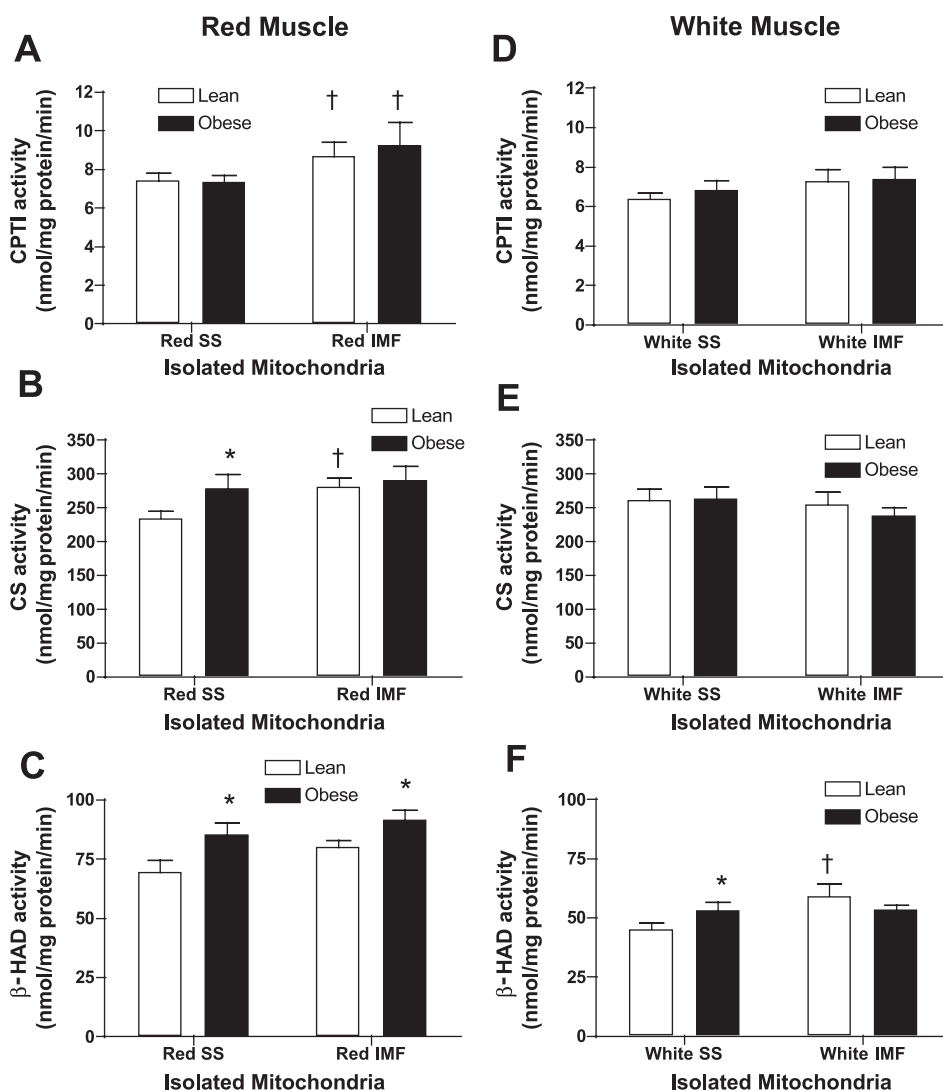 Red Muscle
White Muscle
A
CPTI activity
(nmol/mg protein/min)
12
10
8
6
4
2
0
Lean
Obese
†
†
Red SS
Red IMF
Isolated Mitochondria
D
CPTI activity
(nmol/mg protein/min)
12
10
8
6
4
2
0
Lean
Obese
White SS
White IMF
Isolated Mitochondria
B
CS activity
(nmol/mg protein/min)
350
300
250
200
150
100
50
0
Lean
Obese
*
†
Red SS
Red IMF
Isolated Mitochondria
E
CS activity
(nmol/mg protein/min)
350
300
250
200
150
100
50
0
Lean
Obese
White SS
White IMF
Isolated Mitochondria
C
β-HAD activity
(nmol/mg protein/min)
100
75
50
25
0
Lean
Obese
*
*
Red SS
Red IMF
Isolated Mitochondria
F
β-HAD activity
(nmol/mg protein/min)
100
75
50
25
0
Lean
Obese
*
†
White SS
White IMF
Isolated Mitochondria